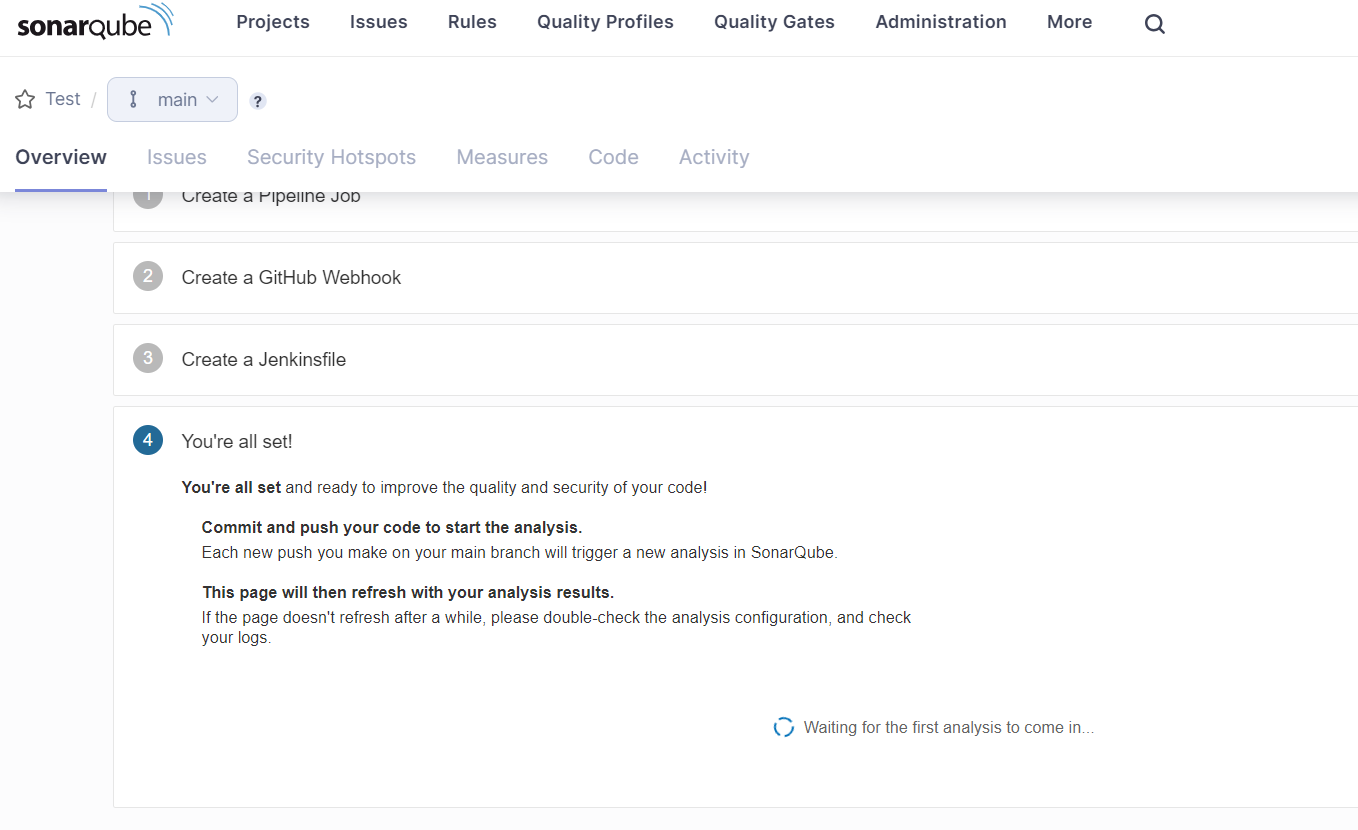 sonarqube Projects Issues Rules Quality Profiles Quality Gates Administration More
Test / main ?
Overview Issues Security Hotspots Measures Code Activity
1 Create a Pipeline Job
2 Create a GitHub Webhook
3 Create a Jenkinsfile
4 You're all set!
You're all set and ready to improve the quality and security of your code!
Commit and push your code to start the analysis.
Each new push you make on your main branch will trigger a new analysis in SonarQube.
This page will then refresh with your analysis results.
If the page doesn't refresh after a while, please double-check the analysis configuration, and check
your logs.
Waiting for the first analysis to come in...